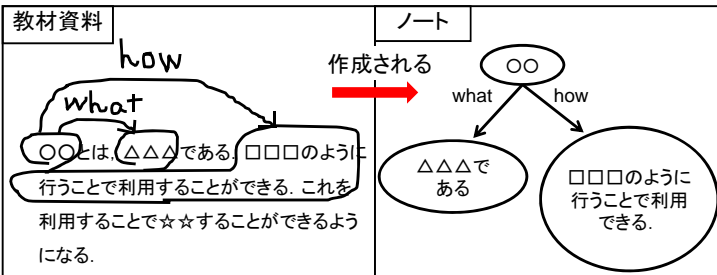 教材資料
ノート
how
作成される
what
○○とは, △△△である. □□□のように
行うことで利用することができる. これを
利用することで☆☆することができるよう
になる.
○○
what
how
△△△で
ある
□□□のように
行うことで利用
できる.